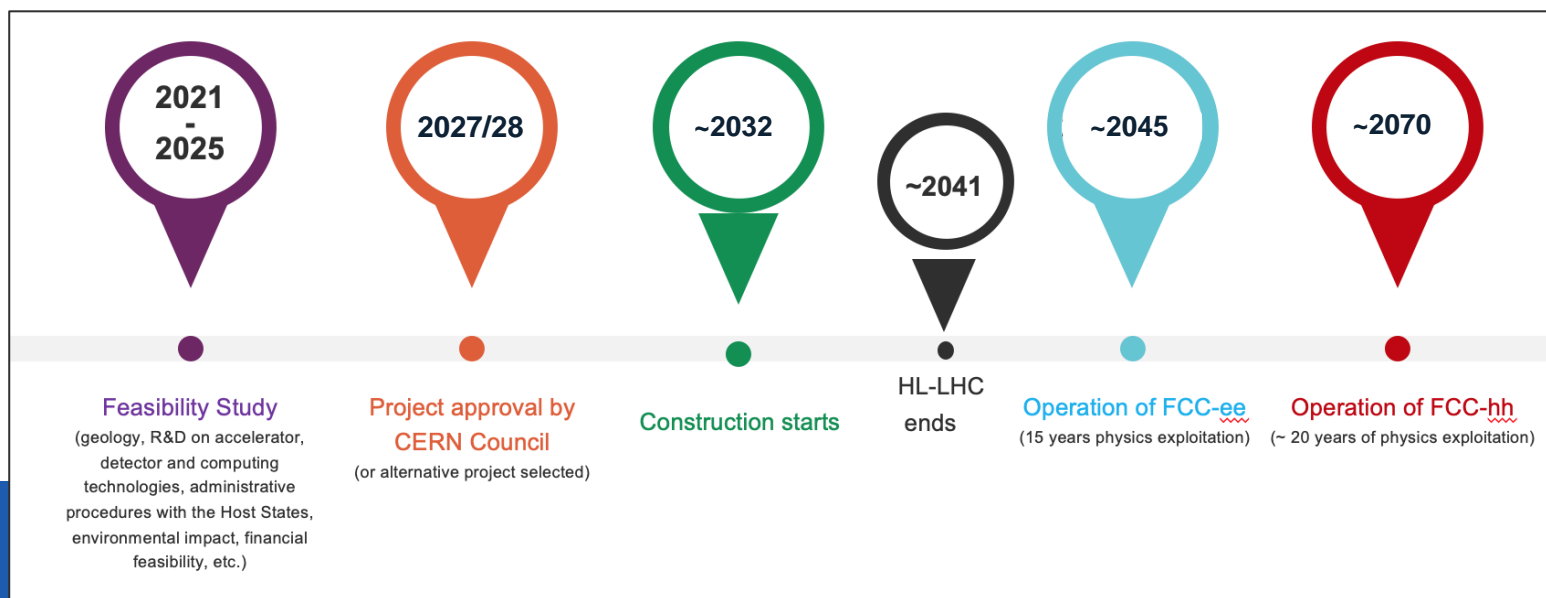 2021
-
2025
2027/28
~2032
~2041
~2045
~2070
Feasibility Study
(geology, R&D on accelerator,
detector and computing
technologies, administrative
procedures with the Host States,
environmental impact, financial
feasibility, etc.)
Project approval by
CERN Council
(or alternative project selected)
Construction starts
HL-LHC
ends
Operation of FCC-ee
(15 years physics exploitation)
Operation of FCC-hh
(~ 20 years of physics exploitation)